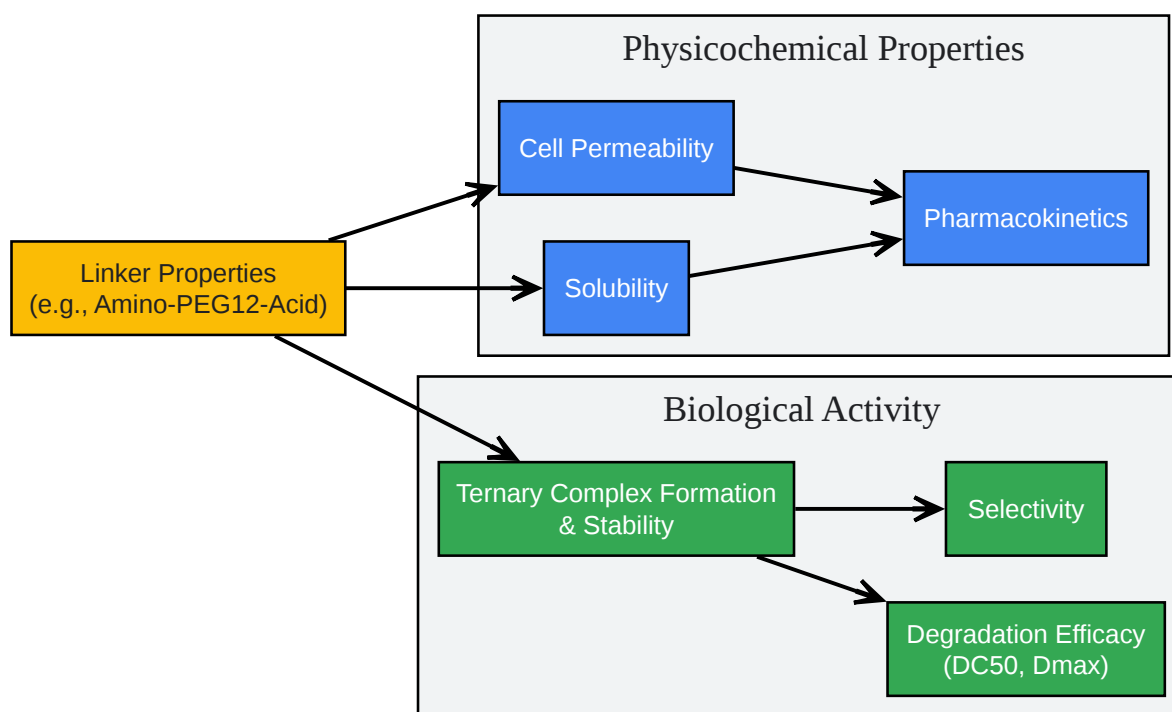 Physicochemical Properties
Cell Permeability
Pharmacokinetics
Linker Properties
(e.g., Amino-PEG12-Acid)
Solubility
Biological Activity
Ternary Complex Formation
& Stability
Selectivity
Degradation Efficacy
(DC50, Dmax)